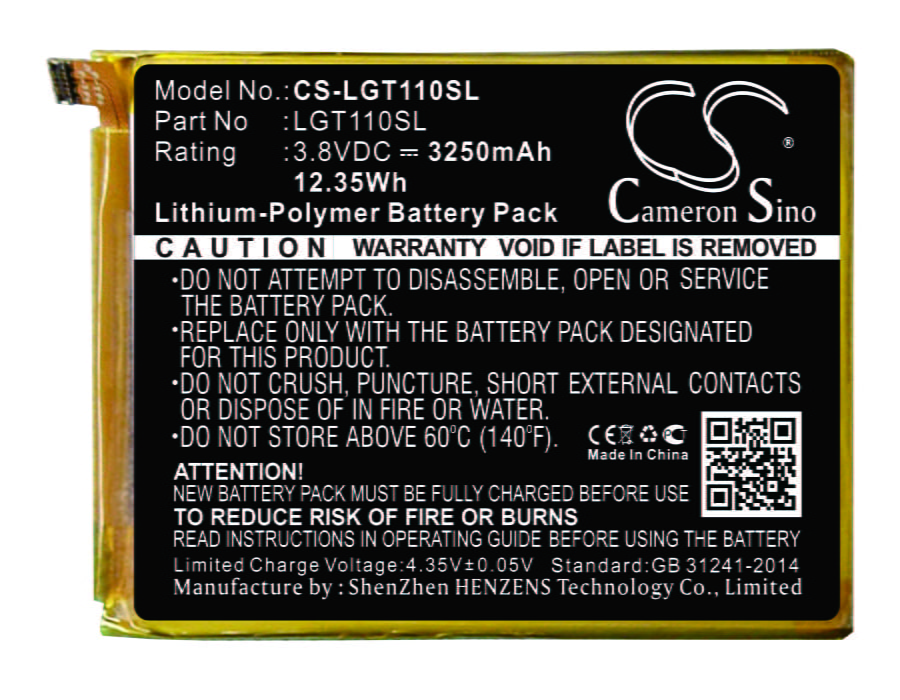 Model No.:CS-LGT110SL
Part No :LGT110SL
Rating :3.8VDC ⎓ 3250mAh
12.35Wh
Lithium-Polymer Battery Pack
CS
®
Cameron Sino
CAUTION WARRANTY VOID IF LABEL IS REMOVED
•DO NOT ATTEMPT TO DISASSEMBLE, OPEN OR SERVICE
THE BATTERY PACK.
•REPLACE ONLY WITH THE BATTERY PACK DESIGNATED
FOR THIS PRODUCT.
•DO NOT CRUSH, PUNCTURE, SHORT EXTERNAL CONTACTS
OR DISPOSE OF IN FIRE OR WATER.
•DO NOT STORE ABOVE 60°C (140°F).
CE PCT
Made In China
ATTENTION!
NEW BATTERY PACK MUST BE FULLY CHARGED BEFORE USE
TO REDUCE RISK OF FIRE OR BURNS
READ INSTRUCTIONS IN OPERATING GUIDE BEFORE USING THE BATTERY
Limited Charge Voltage:4.35V±0.05V Standard:GB 31241-2014
Manufacture by : ShenZhen HENZENS Technology Co., Limited